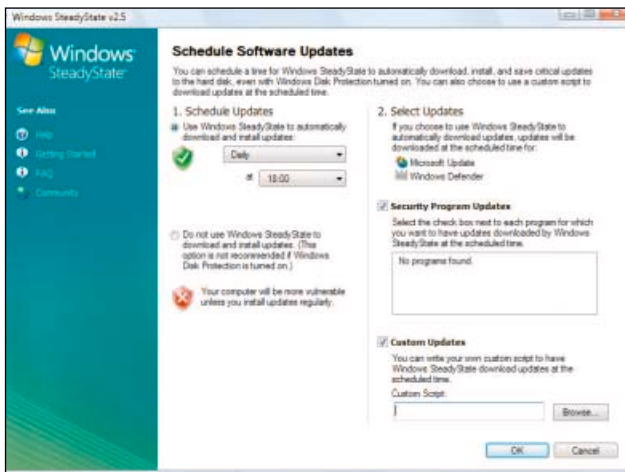 Windows SteadyState v2.5
Windows
SteadyState
See Also
Help
Getting Started
FAQ
Community
Schedule Software Updates
You can schedule a time for Windows SteadyState to automatically download, install, and save critical updates
to the hard disk, even with Windows Disk Protection turned on. You can also choose to use a custom script to
download updates at the scheduled time.
1. Schedule Updates
Use Windows SteadyState to automatically
download and install updates:
Daily
at 18:00
Do not use Windows SteadyState to
download and install updates. (This
option is not recommended if Windows
Disk Protection is turned on.)
Your computer will be more vulnerable
unless you install updates regularly.
2. Select Updates
If you choose to use Windows SteadyState to
automatically download updates, updates will be
downloaded at the scheduled time for:
Microsoft Update
Windows Defender
Security Program Updates
Select the check box next to each program for which
you want to have updates downloaded by Windows
SteadyState at the scheduled time.
No programs found.
Custom Updates
You can write your own custom script to have
Windows SteadyState download updates at the
scheduled time.
Custom Script:
Browse...
OK
Cancel